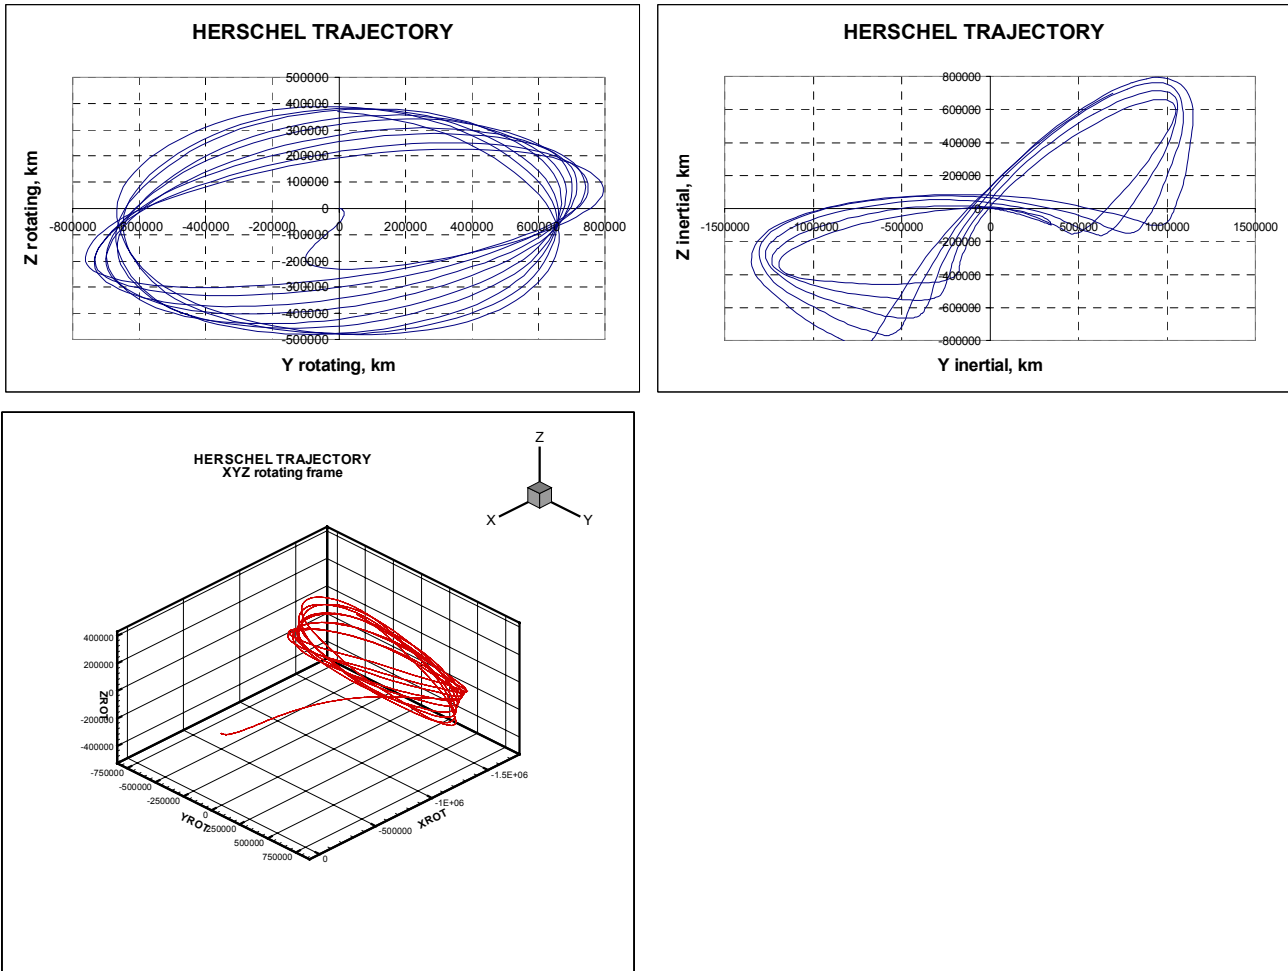 HERSCHEL TRAJECTORY
500000
400000
300000
200000
100000
0
-800000 -600000 -400000 -200000 0 200000 400000 600000 800000
-100000
-200000
-300000
-400000
-500000
Z rotating, km
Y rotating, km
HERSCHEL TRAJECTORY
800000
600000
400000
200000
0
-1500000 -1000000 -500000 0 500000 1000000 1500000
-200000
-400000
-600000
-800000
Z inertial, km
Y inertial, km
HERSCHEL TRAJECTORY
XYZ rotating frame
Z
X
Y
400000
200000
0
-200000
-400000
ZROT
-750000
-500000
-250000
0
250000
500000
750000
YROT
0
-500000
-1E+06
-1.5E+06
XROT